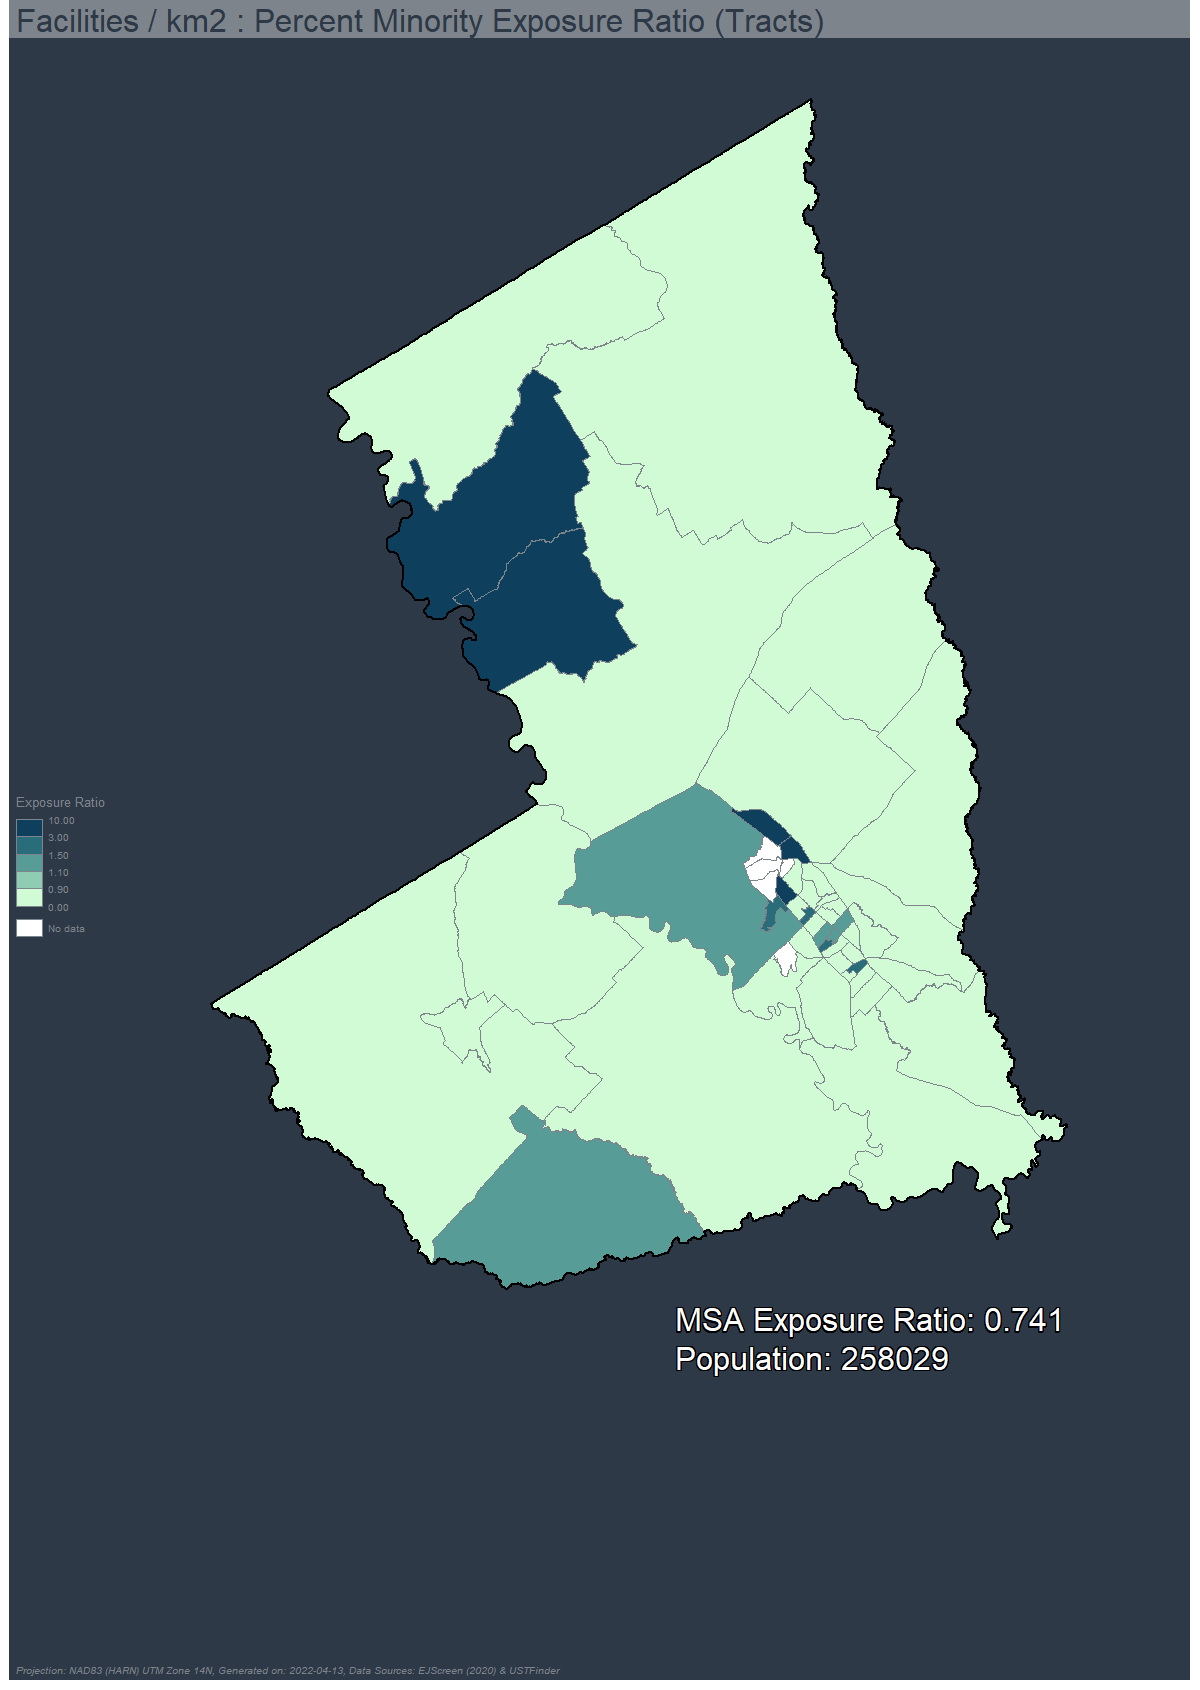 Facilities / km2 : Percent Minority Exposure Ratio (Tracts)
Exposure Ratio
10.00
3.00
1.50
1.10
0.90
0.00
No data
MSA Exposure Ratio: 0.741
Population: 258029
Projection: NAD83 (HARN) UTM Zone 14N, Generated on: 2022-04-13, Data Sources: EJScreen (2020) & USTFinder